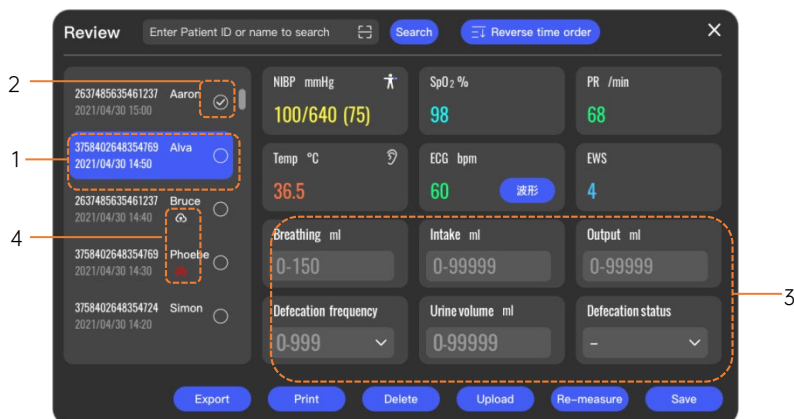 Review
Enter Patient ID or name to search
Search
Reverse time order
2
1
4
3
2637485635461237 Aaron
2021/04/30 15:00
3758402648354769 Alva
2021/04/30 14:50
2637485635461237 Bruce
2021/04/30 14:40
3758402648354769 Phoebe
2021/04/30 14:30
3758402648354724 Simon
2021/04/30 14:20
NIBP mmHg
100/640 (75)
SpO₂ %
98
PR /min
68
Temp °C
36.5
ECG bpm
60
波形
EWS
4
Breathing ml
0-150
Intake ml
0-99999
Output ml
0-99999
Defecation frequency
0-999
Urine volume ml
0-99999
Defecation status
–
Export
Print
Delete
Upload
Re-measure
Save